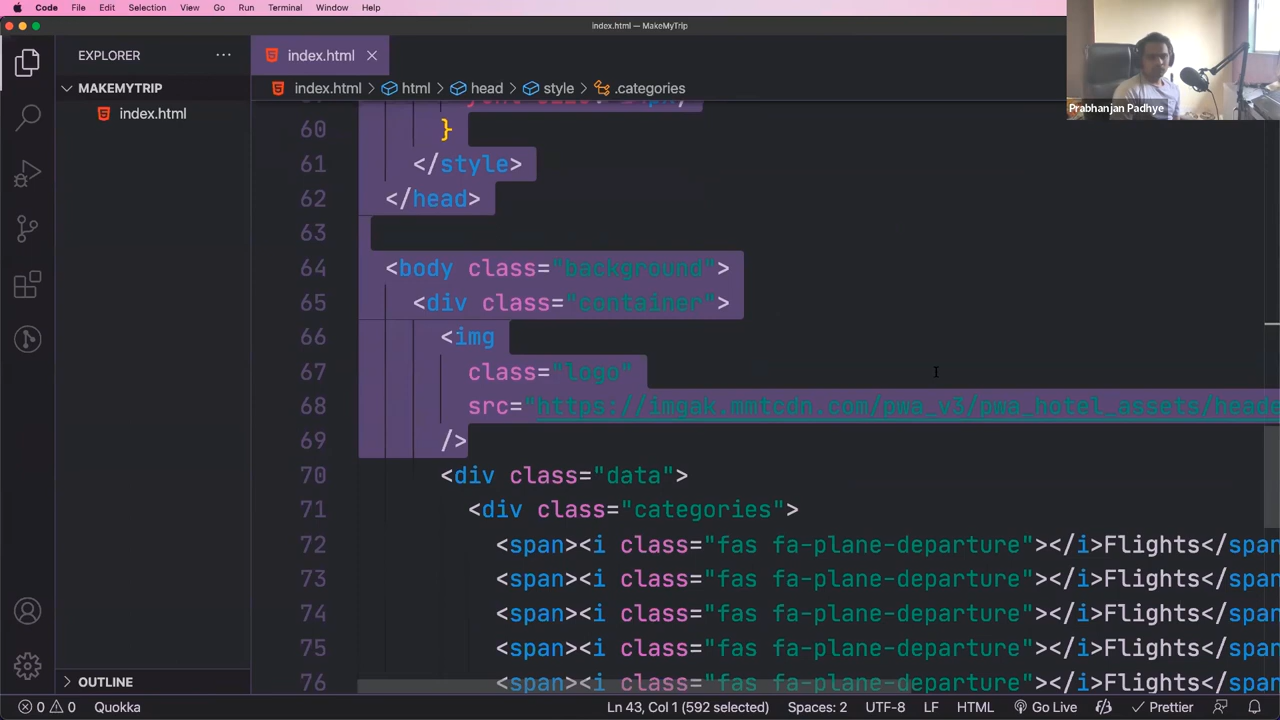 Code File Edit Selection View Go Run Terminal Window Help
index.html — MakeMyTrip
EXPLORER ···
index.html
MAKEMYTRIP
index.html
index.html > html > head > style > .categories
Prabhanjan Padhye
60 }
61 </style>
62 </head>
63
64 <body class="background">
65 <div class="container">
66 <img
67 class="logo"
68 src="https://imgak.mmtcdn.com/pwa_v3/pwa_hotel_assets/heade
69 />
70 <div class="data">
71 <div class="categories">
72 <span><i class="fas fa-plane-departure"></i>Flights</span
73 <span><i class="fas fa-plane-departure"></i>Flights</span
74 <span><i class="fas fa-plane-departure"></i>Flights</span
75 <span><i class="fas fa-plane-departure"></i>Flights</span
76 <span><i class="fas fa-plane-departure"></i>Flights</span
OUTLINE
0 0 Quokka Ln 43, Col 1 (592 selected) Spaces: 2 UTF-8 LF HTML Go Live Prettier